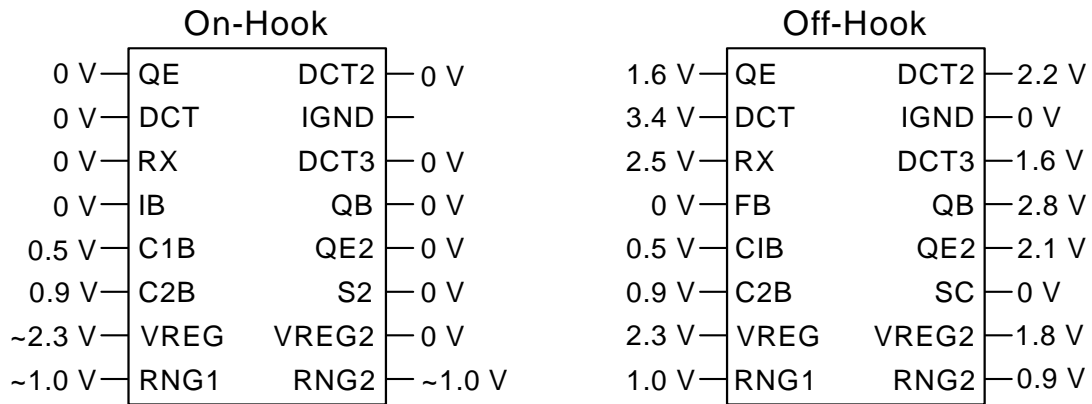 On-Hook Off-Hook
0 V QE DCT2 0 V 1.6 V QE DCT2 2.2 V
0 V DCT IGND 3.4 V DCT IGND 0 V
0 V RX DCT3 0 V 2.5 V RX DCT3 1.6 V
0 V IB QB 0 V 0 V FB QB 2.8 V
0.5 V C1B QE2 0 V 0.5 V CIB QE2 2.1 V
0.9 V C2B S2 0 V 0.9 V C2B SC 0 V
~2.3 V VREG VREG2 0 V 2.3 V VREG VREG2 1.8 V
~1.0 V RNG1 RNG2 ~1.0 V 1.0 V RNG1 RNG2 0.9 V